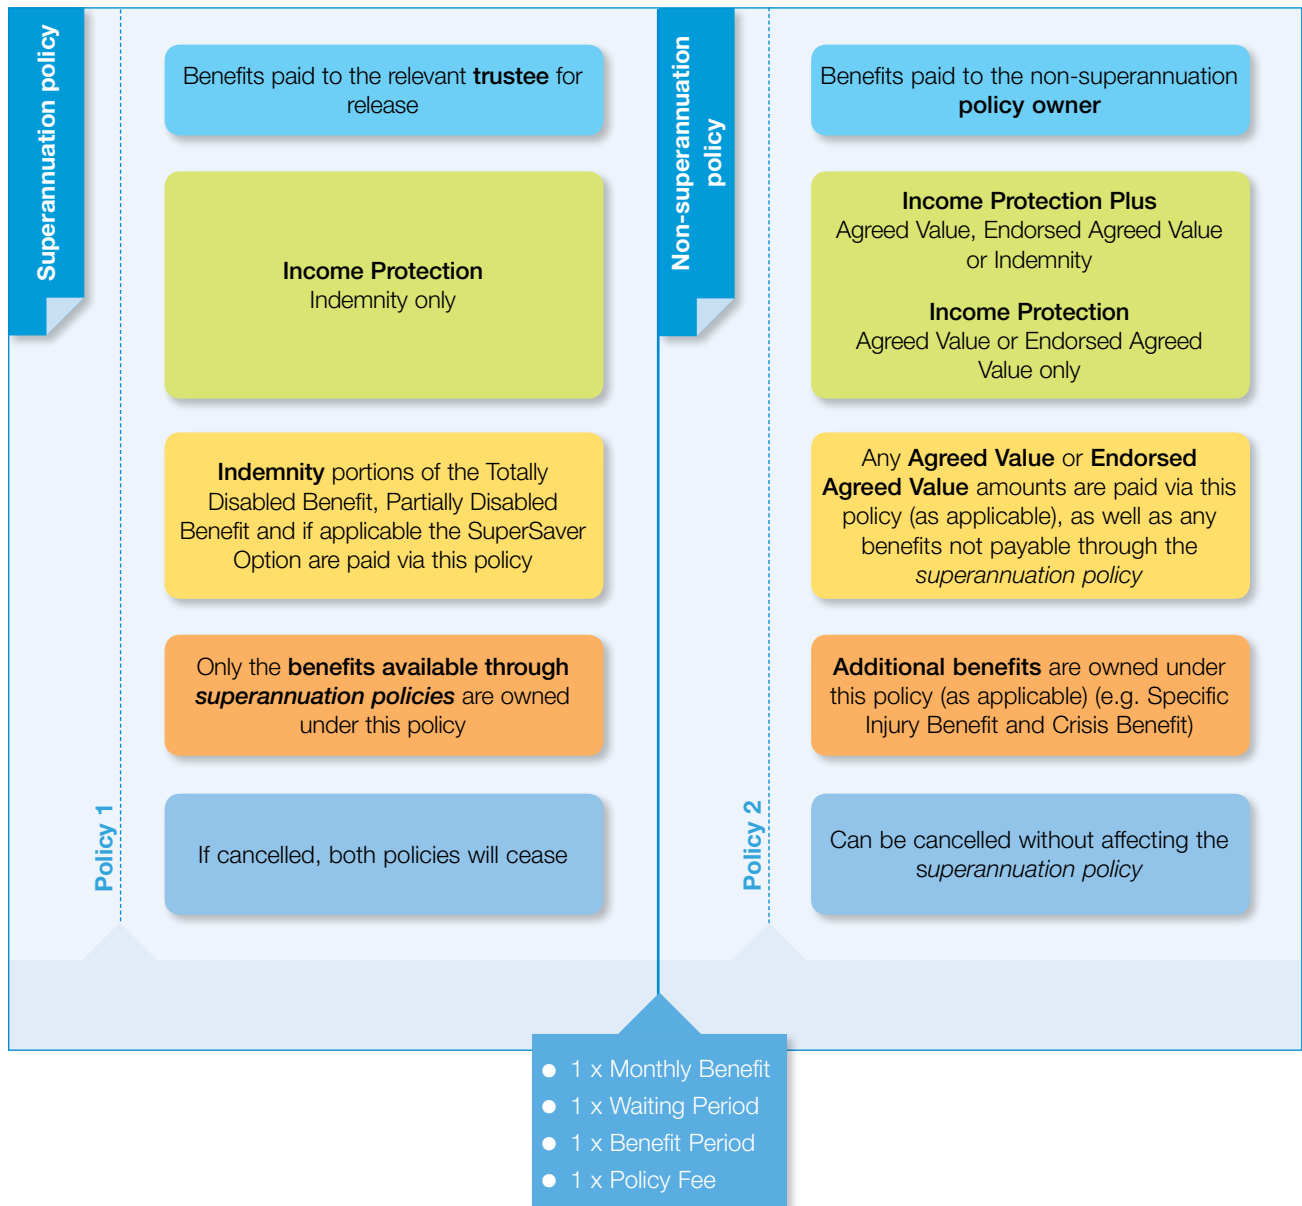 Superannuation policy
Benefits paid to the relevant trustee for
release
Income Protection
Indemnity only
Indemnity portions of the Totally
Disabled Benefit, Partially Disabled
Benefit and if applicable the SuperSaver
Option are paid via this policy
Only the benefits available through
superannuation policies are owned
under this policy
Policy 1
If cancelled, both policies will cease
Non-superannuation
policy
Benefits paid to the non-superannuation
policy owner
Income Protection Plus
Agreed Value, Endorsed Agreed Value
or Indemnity
Income Protection
Agreed Value or Endorsed Agreed
Value only
Any Agreed Value or Endorsed
Agreed Value amounts are paid via this
policy (as applicable), as well as any
benefits not payable through the
superannuation policy
Additional benefits are owned under
this policy (as applicable) (e.g. Specific
Injury Benefit and Crisis Benefit)
Policy 2
Can be cancelled without affecting the
superannuation policy
● 1 x Monthly Benefit
● 1 x Waiting Period
● 1 x Benefit Period
● 1 x Policy Fee